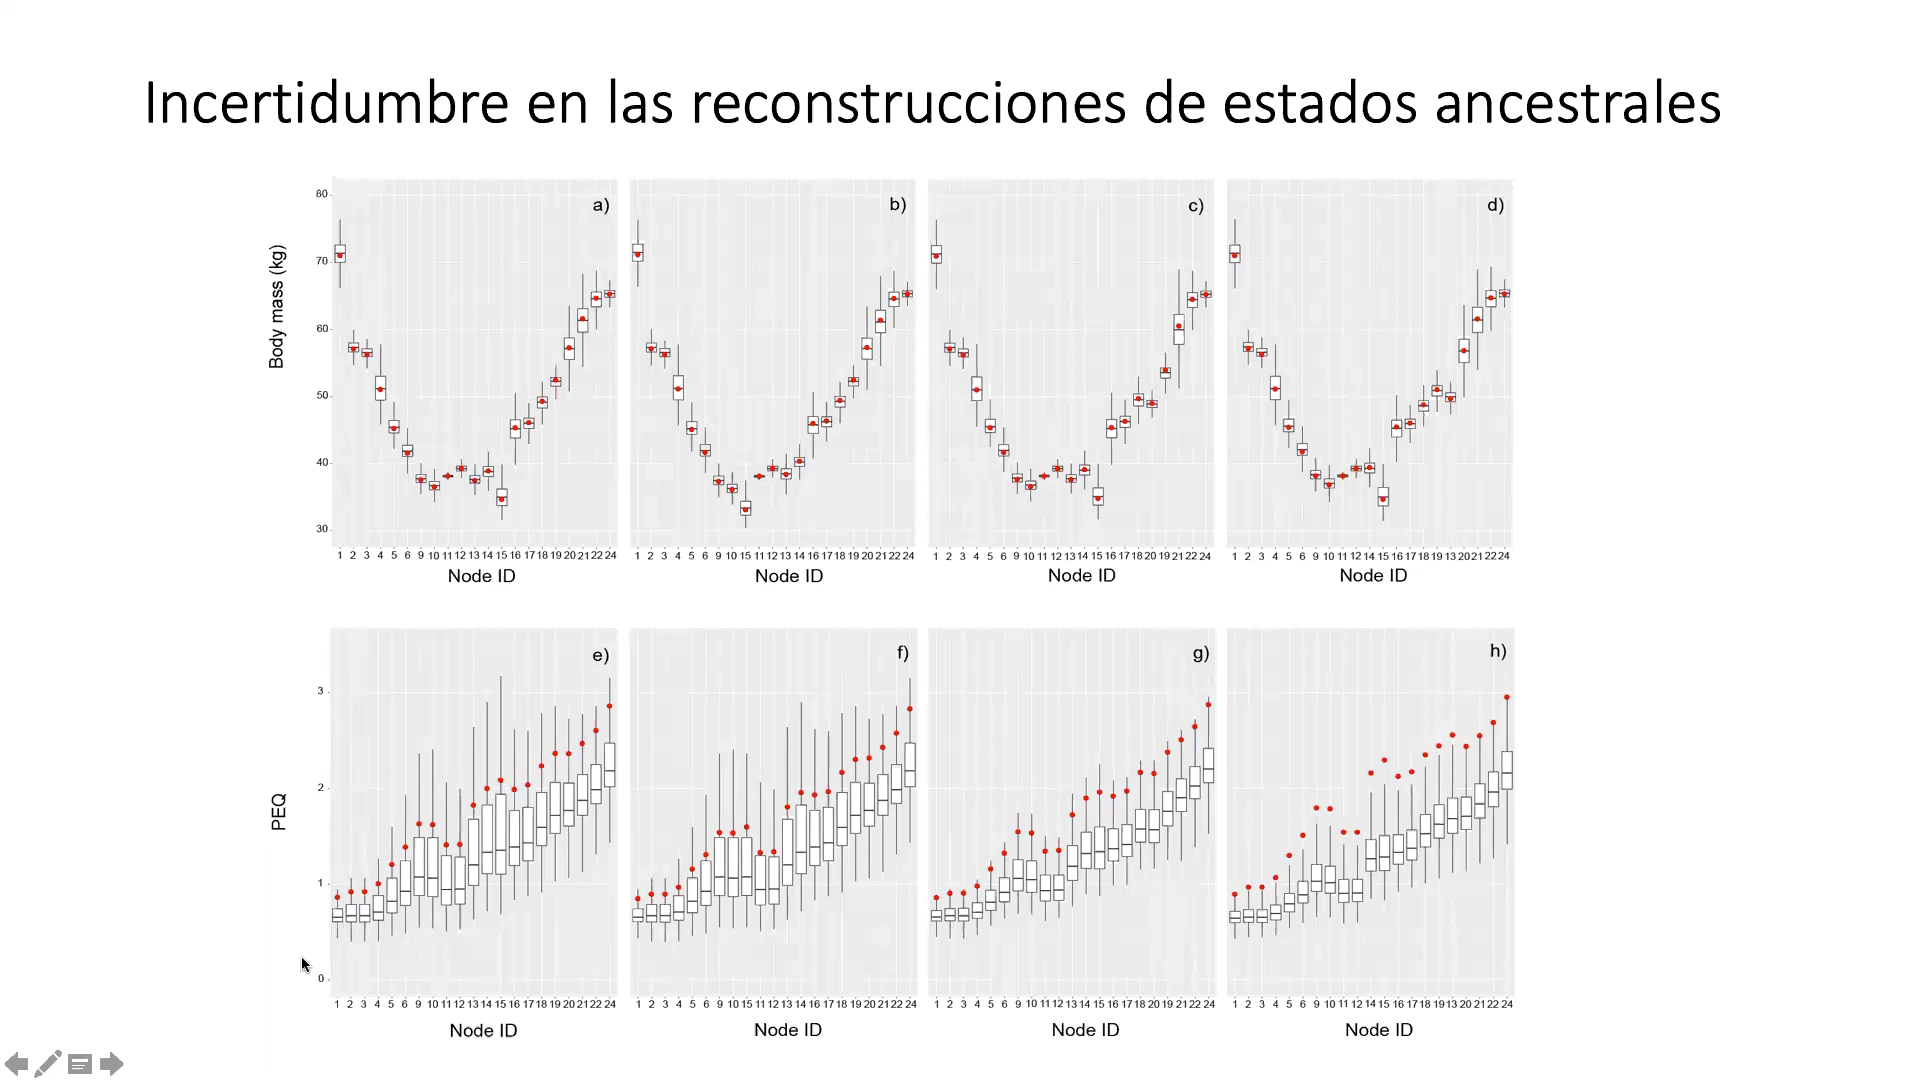 Incertidumbre en las reconstrucciones de estados ancestrales
a) b) c) d)
Body mass (kg)
80
70
60
50
40
30
1 2 3 4 5 6 9 10 11 12 13 14 15 16 17 18 19 20 21 22 24
1 2 3 4 5 6 9 10 15 11 12 13 14 16 17 18 19 20 21 22 24
1 2 3 4 5 6 9 10 11 12 13 14 15 16 17 18 20 19 21 22 24
1 2 3 4 5 6 9 10 11 12 14 15 16 17 18 19 13 20 21 22 24
Node ID Node ID Node ID Node ID
e) f) g) h)
PEQ
3
2
1
0
1 2 3 4 5 6 9 10 11 12 13 14 15 16 17 18 19 20 21 22 24
1 2 3 4 5 6 9 10 15 11 12 13 14 16 17 18 19 20 21 22 24
1 2 3 4 5 6 9 10 11 12 13 14 15 16 17 18 20 19 21 22 24
1 2 3 4 5 6 9 10 11 12 14 15 16 17 18 19 13 20 21 22 24
Node ID Node ID Node ID Node ID